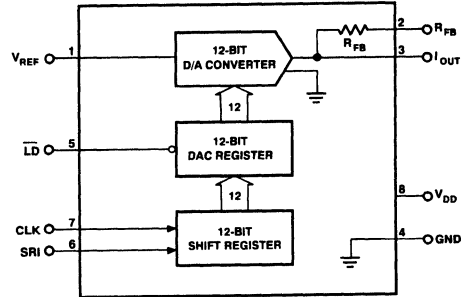 2 R_FB
R_FB
V_REF 1
12-BIT
D/A CONVERTER
3 I_OUT
12
LD 5
12-BIT
DAC REGISTER
12
8 V_DD
CLK 7
SRI 6
12-BIT
SHIFT REGISTER
4 GND